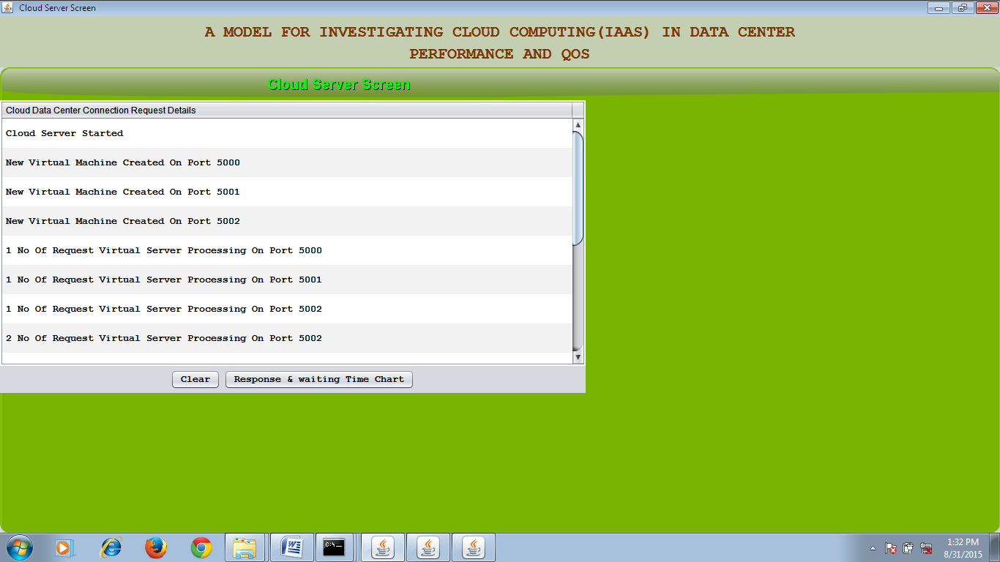 Cloud Server Screen
A MODEL FOR INVESTIGATING CLOUD COMPUTING(IAAS) IN DATA CENTER
PERFORMANCE AND QOS
Cloud Server Screen
Cloud Data Center Connection Request Details
Cloud Server Started
New Virtual Machine Created On Port 5000
New Virtual Machine Created On Port 5001
New Virtual Machine Created On Port 5002
1 No Of Request Virtual Server Processing On Port 5000
1 No Of Request Virtual Server Processing On Port 5001
1 No Of Request Virtual Server Processing On Port 5002
2 No Of Request Virtual Server Processing On Port 5002
Clear
Response & waiting Time Chart
C:\_
1:32 PM
8/31/2015